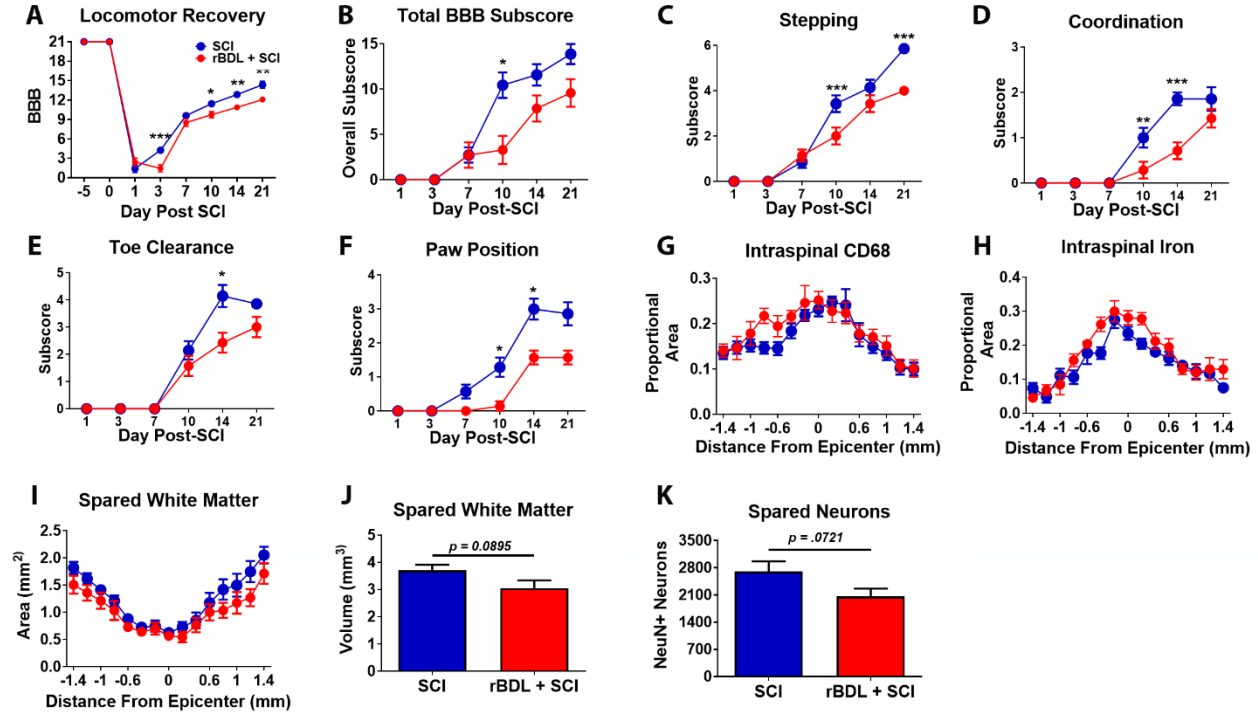 A Locomotor Recovery
BBB
21
18
15
12
9
6
3
0
SCI
rBDL + SCI
***
*
**
**
-5 0 1 3 7 10 14 21
Day Post SCI
B Total BBB Subscore
Overall Subscore
15
10
5
0
*
1 3 7 10 14 21
Day Post-SCI
C Stepping
Subscore
6
4
2
0
***
***
1 3 7 10 14 21
Day Post-SCI
D Coordination
Subscore
3
2
1
0
**
***
1 3 7 10 14 21
Day Post-SCI
E Toe Clearance
Subscore
5
4
3
2
1
0
*
1 3 7 10 14 21
Day Post-SCI
F Paw Position
Subscore
4
3
2
1
0
*
*
1 3 7 10 14 21
Day Post-SCI
G Intraspinal CD68
Proportional
Area
0.3
0.2
0.1
0.0
-1.4 -1 -0.6 0 0.6 1 1.4
Distance From Epicenter (mm)
H Intraspinal Iron
Proportional
Area
0.4
0.3
0.2
0.1
0.0
-1.4 -1 -0.6 0 0.6 1 1.4
Distance From Epicenter (mm)
I Spared White Matter
Area (mm2)
2.5
2.0
1.5
1.0
0.5
0.0
-1.4 -1 -0.6 0 0.6 1 1.4
Distance From Epicenter (mm)
J Spared White Matter
Volume (mm3)
5
4
3
2
1
0
p = 0.0895
SCI rBDL + SCI
K Spared Neurons
NeuN+ Neurons
3500
2800
2100
1400
700
0
p = .0721
SCI rBDL + SCI